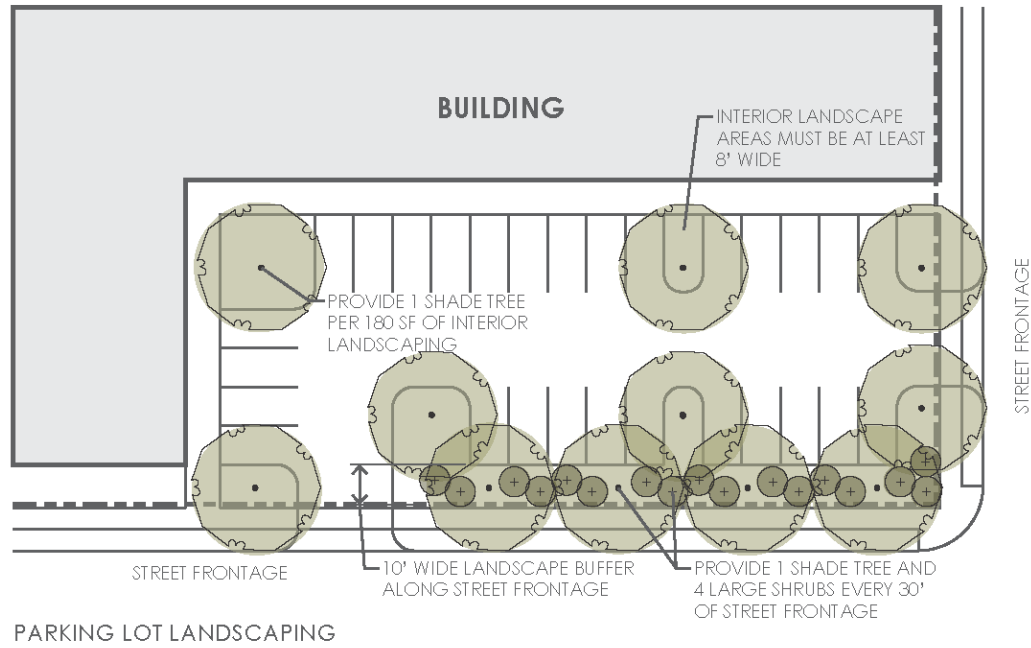 BUILDING
INTERIOR LANDSCAPE
AREAS MUST BE AT LEAST
8' WIDE
PROVIDE 1 SHADE TREE
PER 180 SF OF INTERIOR
LANDSCAPING
STREET FRONTAGE
STREET FRONTAGE
10' WIDE LANDSCAPE BUFFER
ALONG STREET FRONTAGE
PROVIDE 1 SHADE TREE AND
4 LARGE SHRUBS EVERY 30'
OF STREET FRONTAGE
PARKING LOT LANDSCAPING